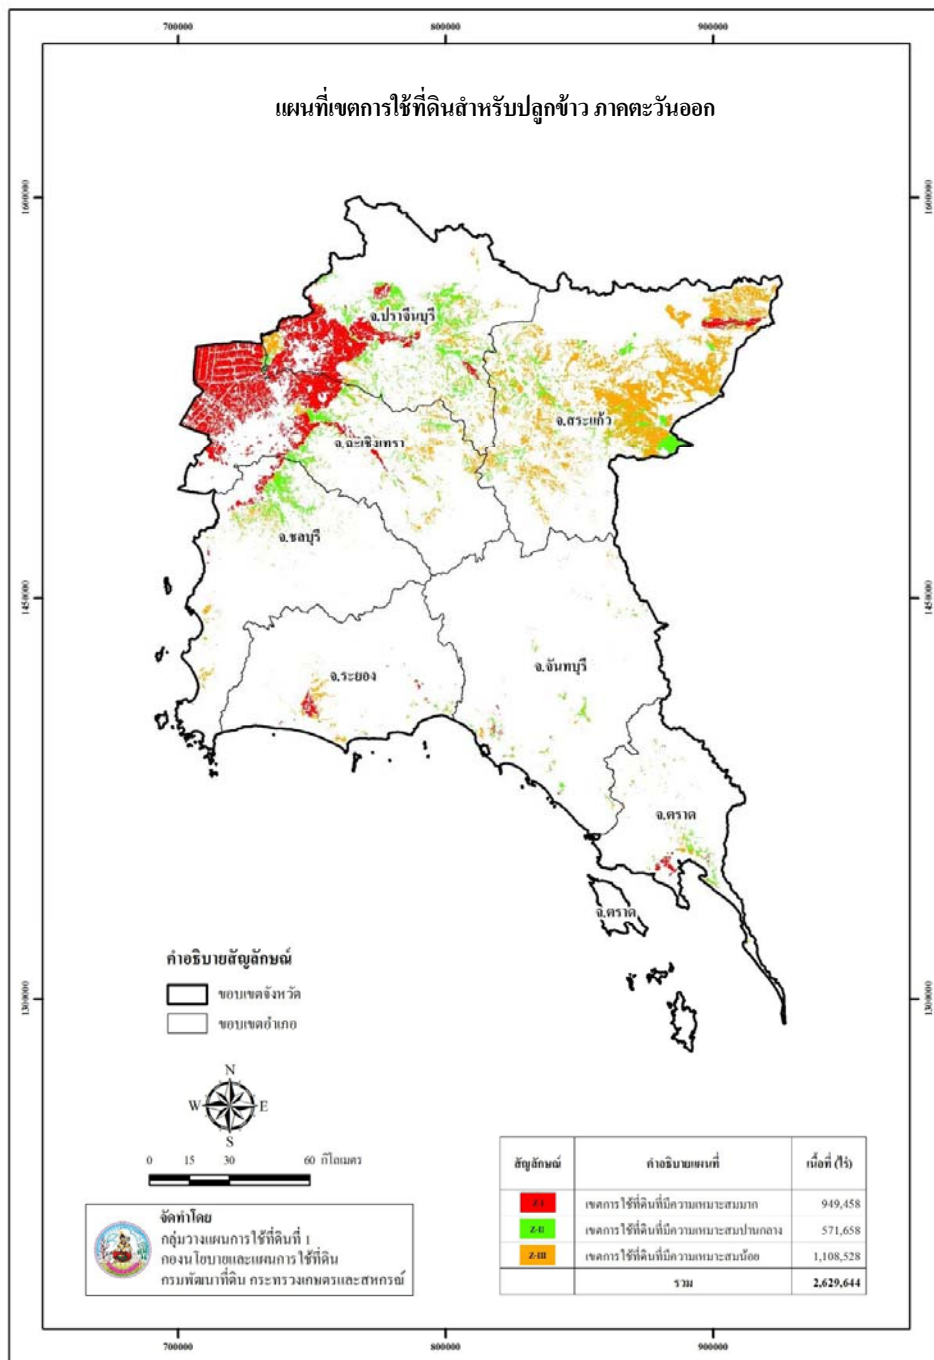 700000 800000 900000
แผนที่เขตการใช้ที่ดินสำหรับปลูกข้าว ภาคตะวันออก
1600000 1600000
จ.ปราจีนบุรี
จ.สระแก้ว
จ.ฉะเชิงเทรา
จ.ชลบุรี
1450000 1450000
จ.จันทบุรี
จ.ระยอง
จ.ตราด
จ.ตราด
คำอธิบายสัญลักษณ์
ขอบเขตจังหวัด
ขอบเขตอำเภอ
1300000 1300000
N
W E
S
0 15 30 60 กิโลเมตร
จัดทำโดย
กลุ่มวางแผนการใช้ที่ดินที่ 1
กองนโยบายและแผนการใช้ที่ดิน
กรมพัฒนาที่ดิน กระทรวงเกษตรและสหกรณ์
สัญลักษณ์ คำอธิบายแผนที่ เนื้อที่ (ไร่)
Z-I เขตการใช้ที่ดินที่มีความเหมาะสมมาก 949,458
Z-II เขตการใช้ที่ดินที่มีความเหมาะสมปานกลาง 571,658
Z-III เขตการใช้ที่ดินที่มีความเหมาะสมน้อย 1,108,528
รวม 2,629,644
700000 800000 900000